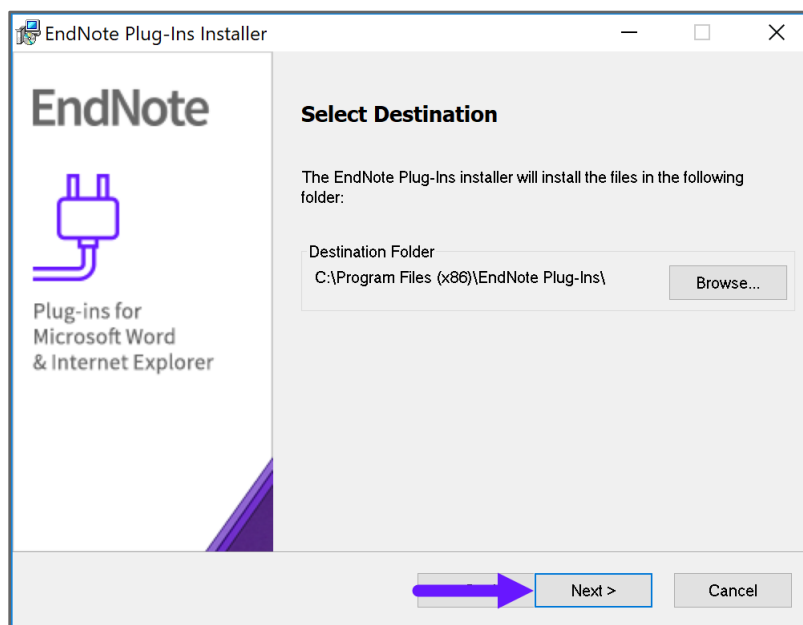 EndNote Plug-Ins Installer
EndNote
Plug-ins for
Microsoft Word
& Internet Explorer
Select Destination
The EndNote Plug-Ins installer will install the files in the following
folder:
Destination Folder
C:\Program Files (x86)\EndNote Plug-Ins\
Browse...
Next >
Cancel